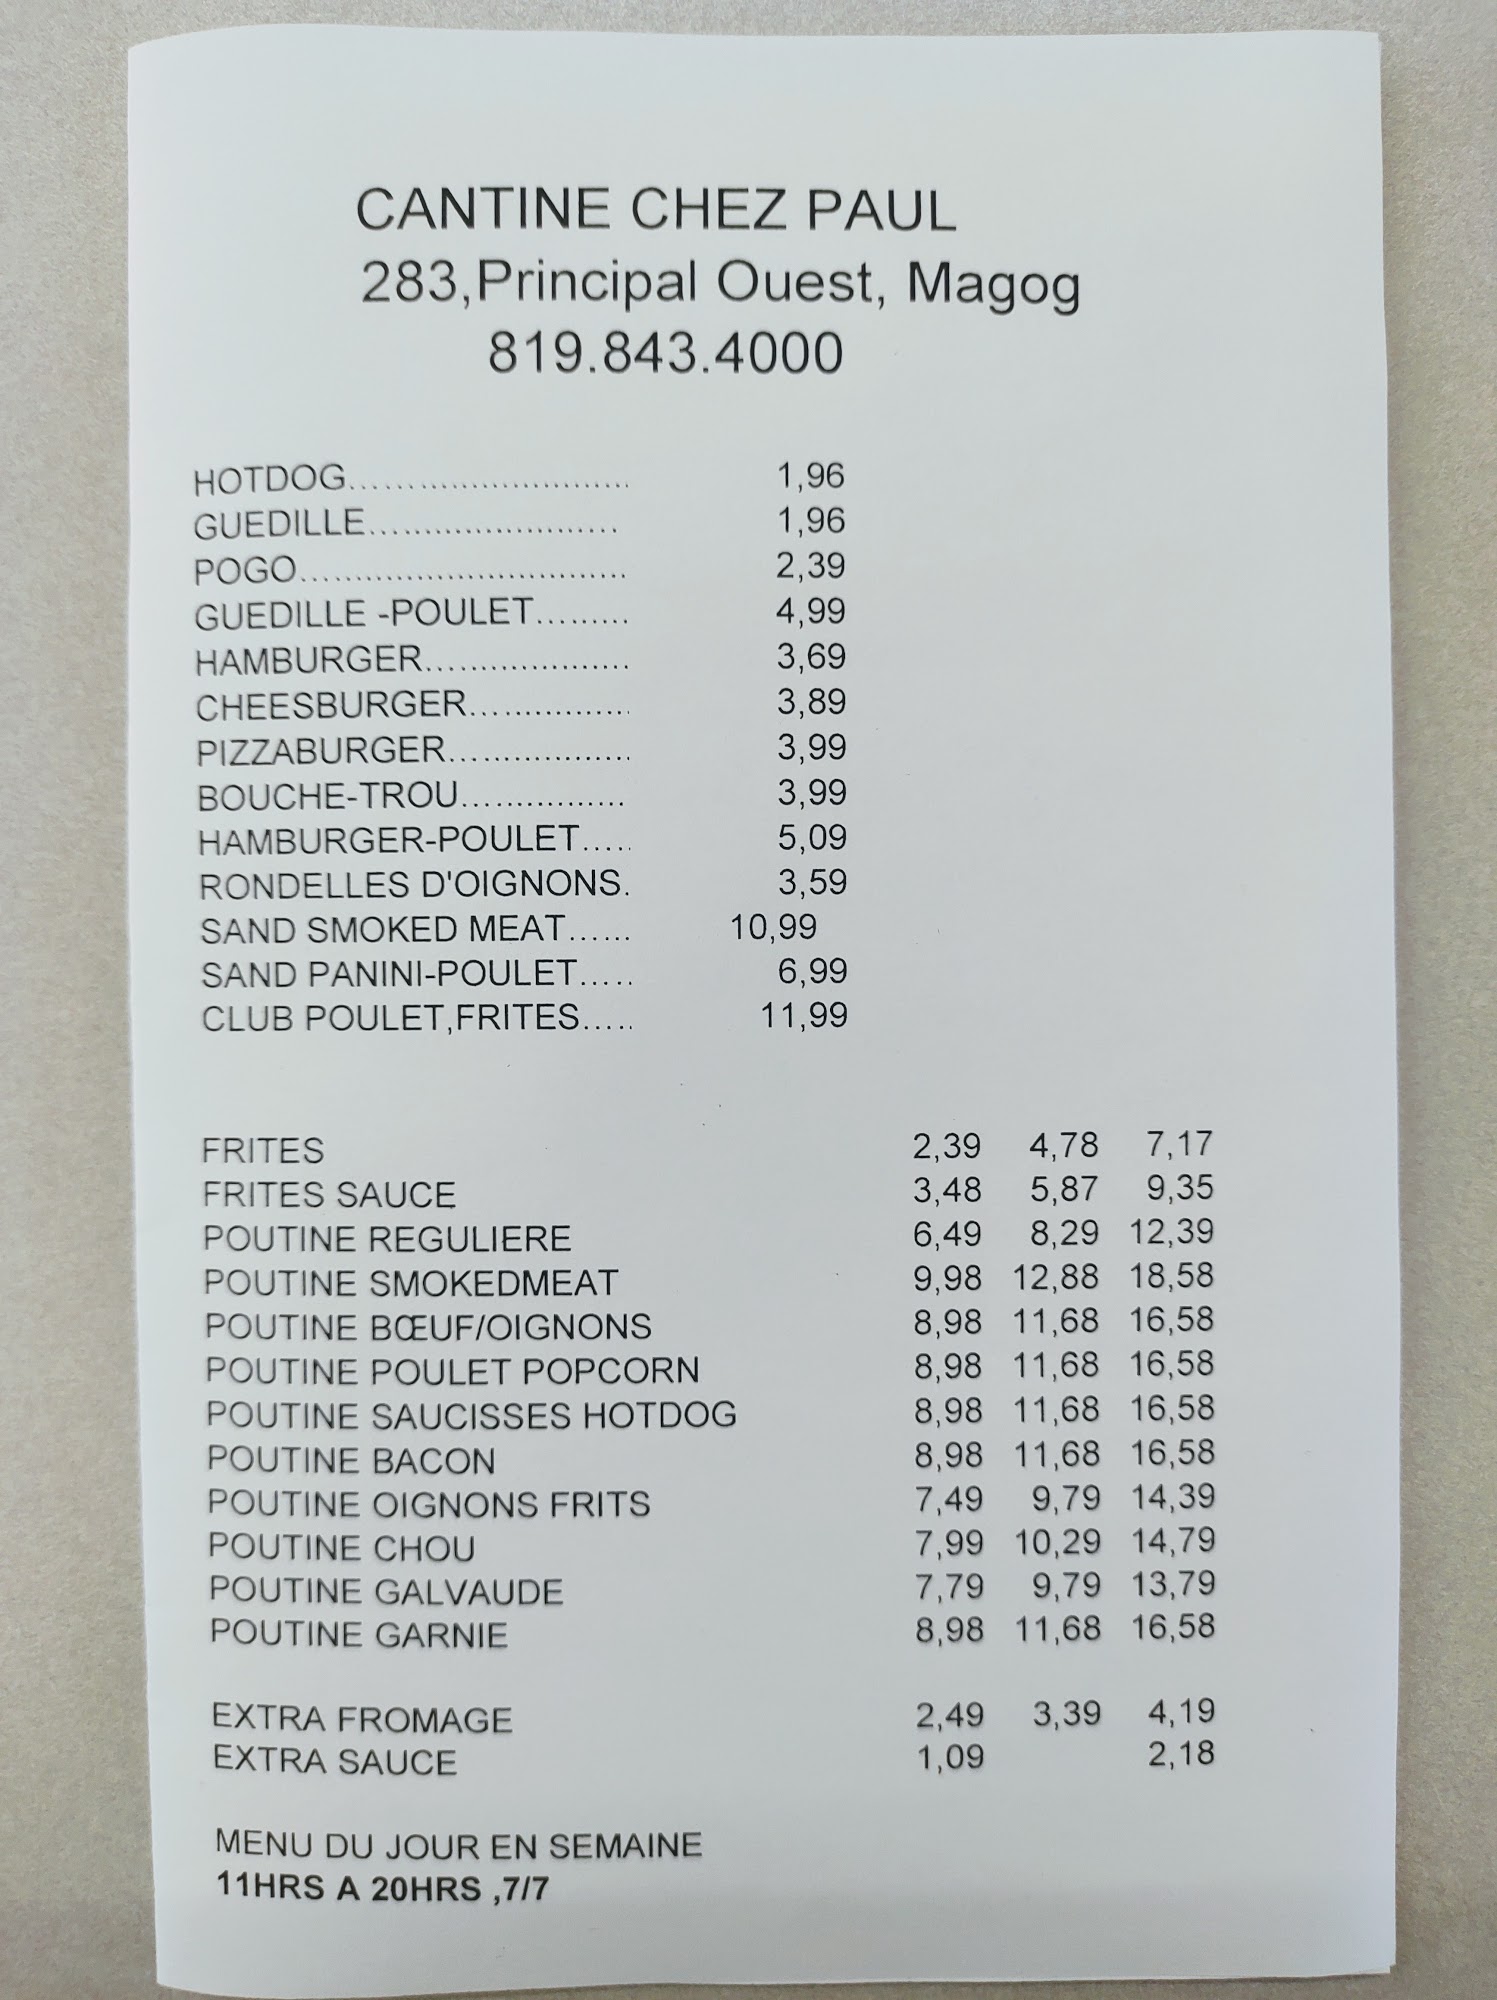 CANTINE CHEZ PAUL
283,Principal Ouest, Magog
819.843.4000
HOTDOG.............................. 1,96
GUEDILLE........................ 1,96
POGO............................... 2,39
GUEDILLE -POULET......... 4,99
HAMBURGER.................... 3,69
CHEESBURGER............... 3,89
PIZZABURGER.................. 3,99
BOUCHE-TROU................ 3,99
HAMBURGER-POULET..... 5,09
RONDELLES D'OIGNONS. 3,59
SAND SMOKED MEAT...... 10,99
SAND PANINI-POULET..... 6,99
CLUB POULET,FRITES..... 11,99
FRITES 2,39 4,78 7,17
FRITES SAUCE 3,48 5,87 9,35
POUTINE REGULIERE 6,49 8,29 12,39
POUTINE SMOKEDMEAT 9,98 12,88 18,58
POUTINE BŒUF/OIGNONS 8,98 11,68 16,58
POUTINE POULET POPCORN 8,98 11,68 16,58
POUTINE SAUCISSES HOTDOG 8,98 11,68 16,58
POUTINE BACON 8,98 11,68 16,58
POUTINE OIGNONS FRITS 7,49 9,79 14,39
POUTINE CHOU 7,99 10,29 14,79
POUTINE GALVAUDE 7,79 9,79 13,79
POUTINE GARNIE 8,98 11,68 16,58
EXTRA FROMAGE 2,49 3,39 4,19
EXTRA SAUCE 1,09 2,18
MENU DU JOUR EN SEMAINE
11HRS A 20HRS ,7/7